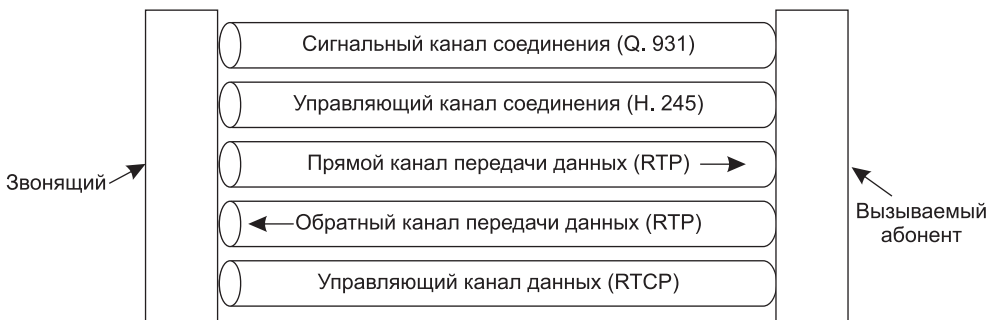 Сигнальный канал соединения (Q. 931)
Управляющий канал соединения (H. 245)
Прямой канал передачи данных (RTP)
Обратный канал передачи данных (RTP)
Управляющий канал данных (RTCP)
Звонящий
Вызываемый
абонент